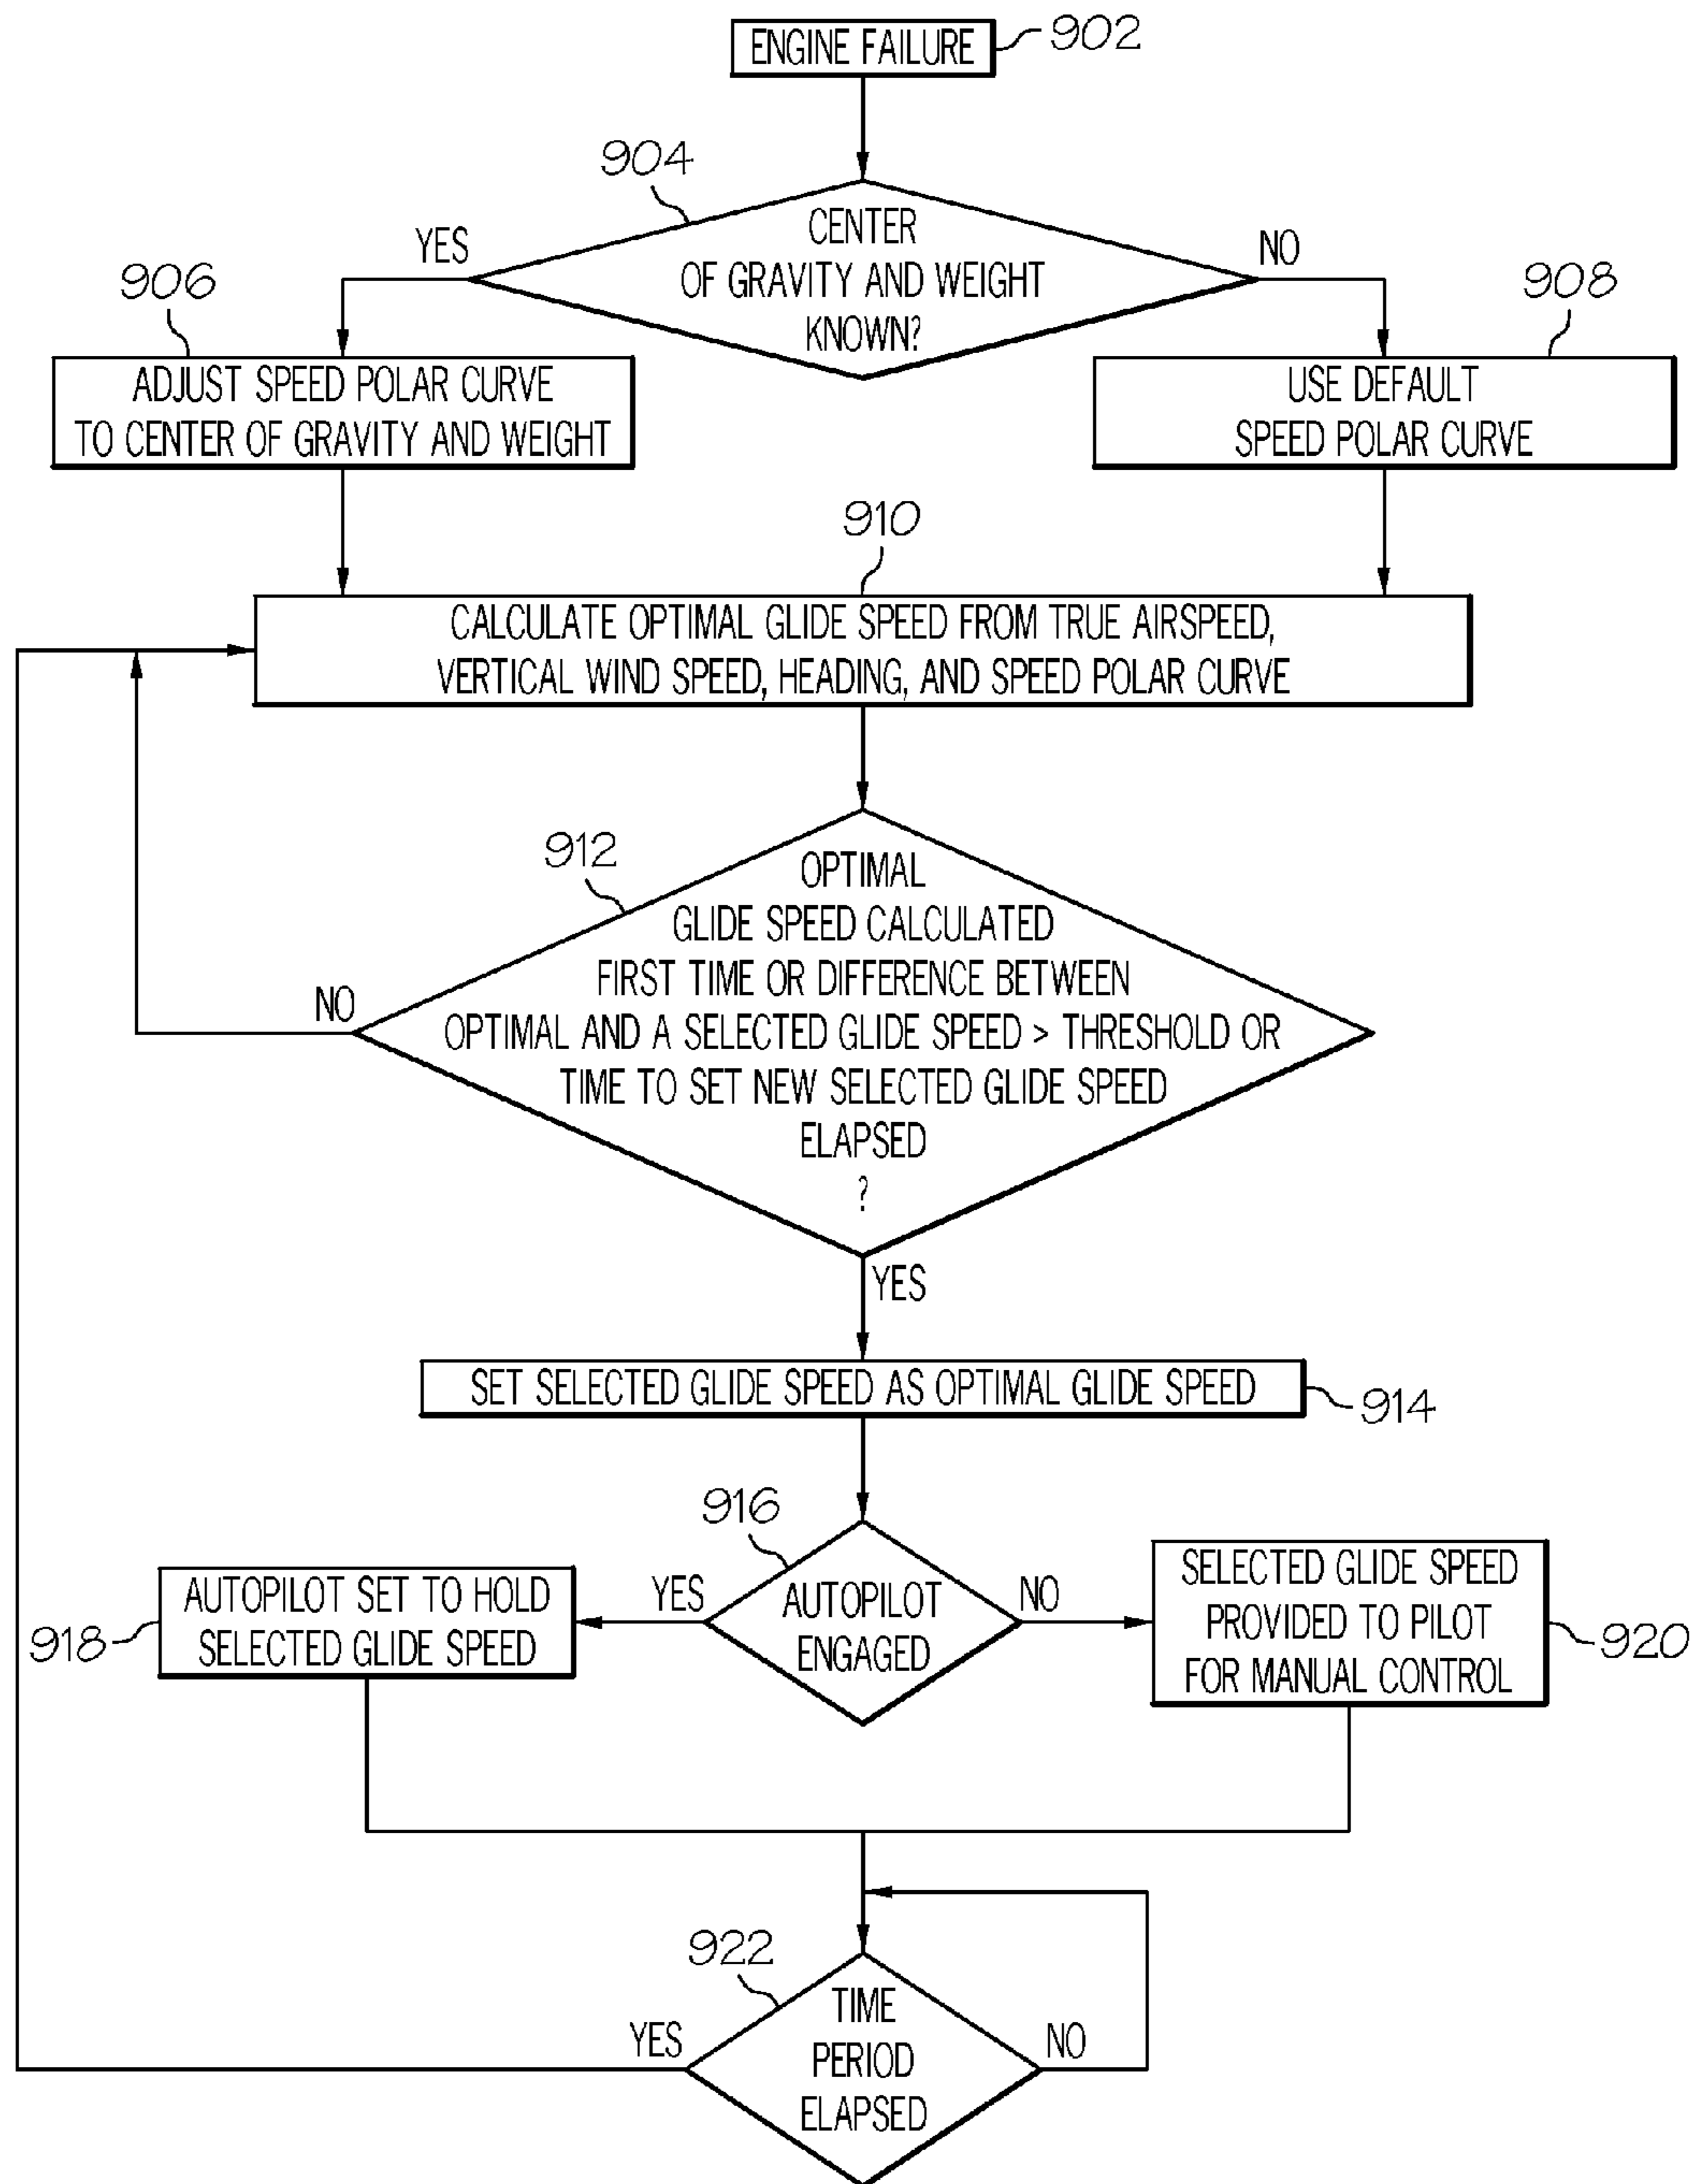 ENGINE FAILURE
902
904
CENTER
OF GRAVITY AND WEIGHT
KNOWN?
YES
NO
906
908
ADJUST SPEED POLAR CURVE
TO CENTER OF GRAVITY AND WEIGHT
USE DEFAULT
SPEED POLAR CURVE
910
CALCULATE OPTIMAL GLIDE SPEED FROM TRUE AIRSPEED,
VERTICAL WIND SPEED, HEADING, AND SPEED POLAR CURVE
912
OPTIMAL
GLIDE SPEED CALCULATED
FIRST TIME OR DIFFERENCE BETWEEN
OPTIMAL AND A SELECTED GLIDE SPEED > THRESHOLD OR
TIME TO SET NEW SELECTED GLIDE SPEED
ELAPSED
?
NO
YES
SET SELECTED GLIDE SPEED AS OPTIMAL GLIDE SPEED
914
916
AUTOPILOT
ENGAGED
YES
NO
AUTOPILOT SET TO HOLD
SELECTED GLIDE SPEED
918
SELECTED GLIDE SPEED
PROVIDED TO PILOT
FOR MANUAL CONTROL
920
922
TIME
PERIOD
ELAPSED
YES
NO